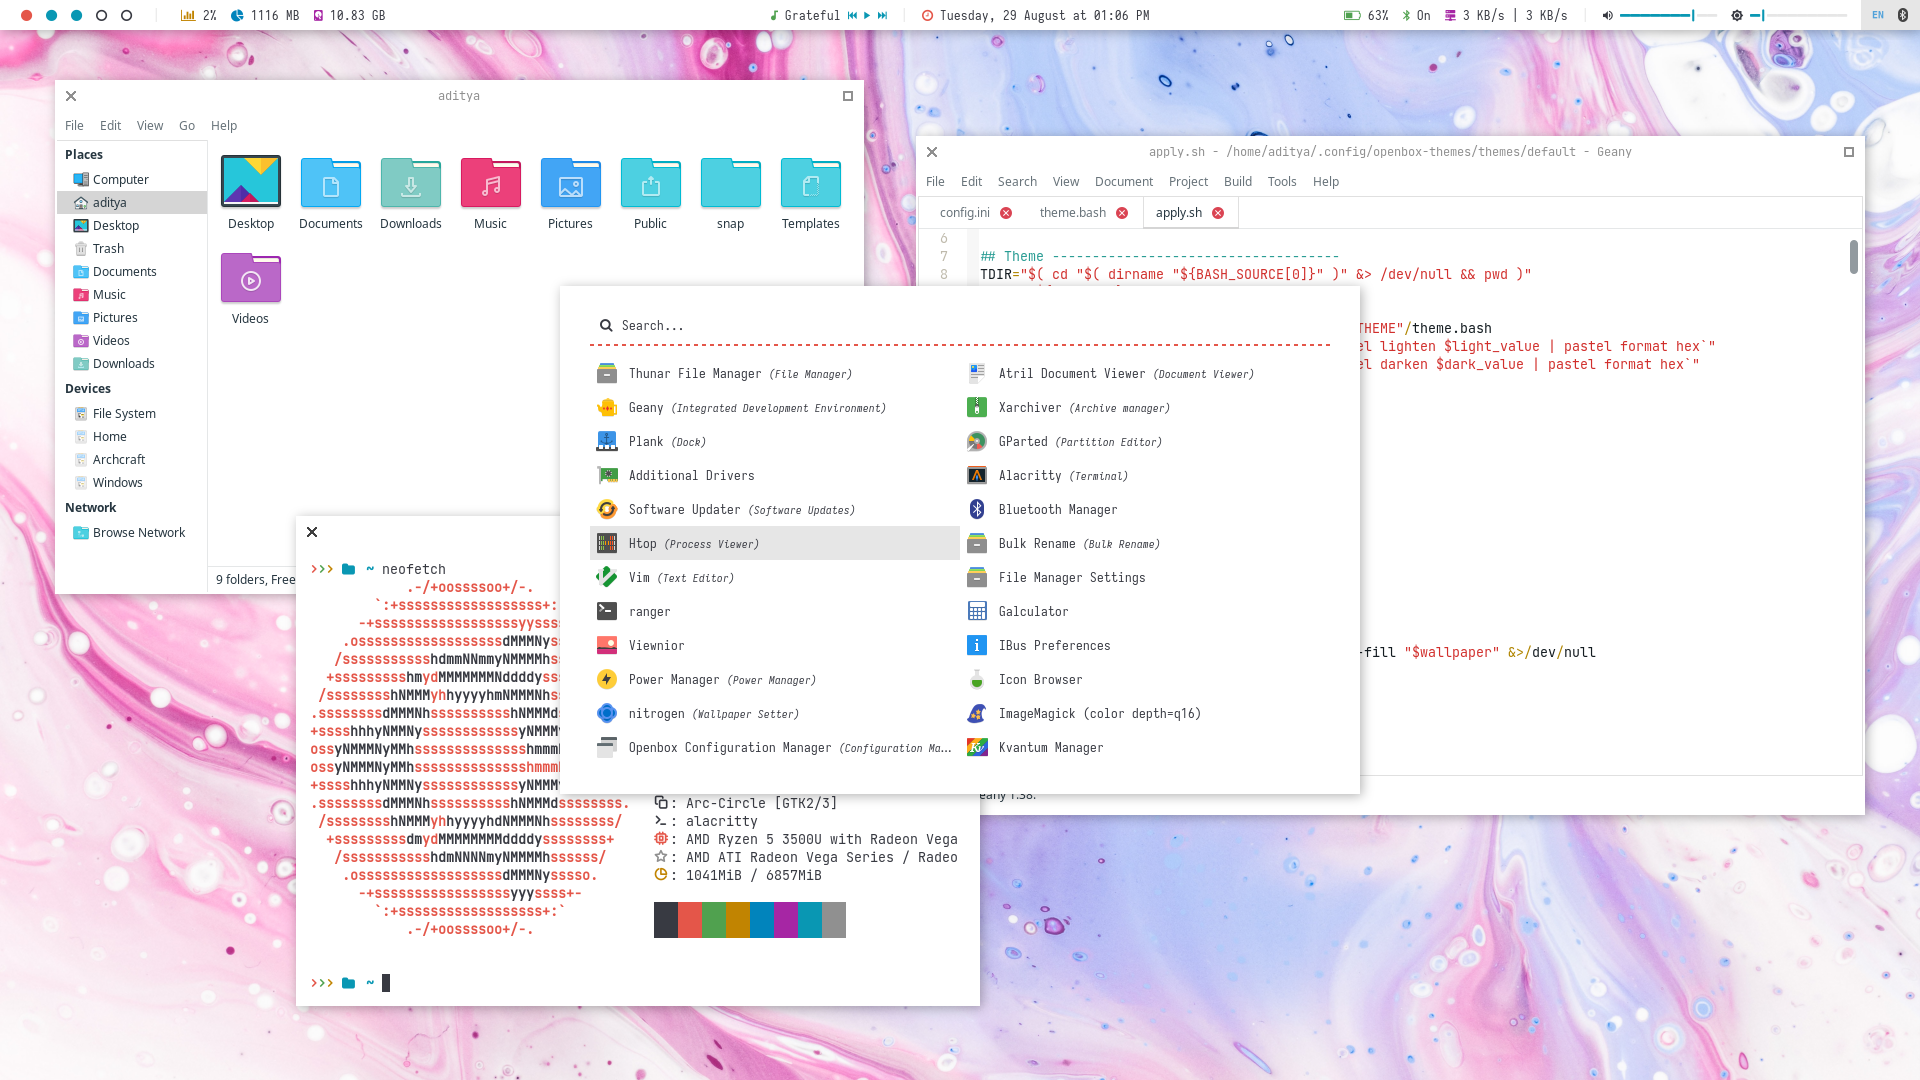 2% 1116 MB 10.83 GB
Grateful
Tuesday, 29 August at 01:06 PM
63% On 3 KB/s | 3 KB/s
EN
aditya
File Edit View Go Help
Places
Computer
aditya
Desktop
Trash
Documents
Music
Pictures
Videos
Downloads
Devices
File System
Home
Archcraft
Windows
Network
Browse Network
Desktop Documents Downloads Music Pictures Public snap Templates
Videos
9 folders, Free
apply.sh - /home/aditya/.config/openbox-themes/themes/default - Geany
File Edit Search View Document Project Build Tools Help
config.ini theme.bash apply.sh
6
7 ## Theme ------------------------------------
8 TDIR="$( cd "$( dirname "${BASH_SOURCE[0]}" )" &> /dev/null && pwd )"
THEME"/theme.bash
el lighten $light_value | pastel format hex`"
el darken $dark_value | pastel format hex`"
-fill "$wallpaper" &>/dev/null
eany 1.38.
Search...
Thunar File Manager (File Manager)
Geany (Integrated Development Environment)
Plank (Dock)
Additional Drivers
Software Updater (Software Updates)
Htop (Process Viewer)
Vim (Text Editor)
ranger
Viewnior
Power Manager (Power Manager)
nitrogen (Wallpaper Setter)
Openbox Configuration Manager (Configuration Ma...
Atril Document Viewer (Document Viewer)
Xarchiver (Archive manager)
GParted (Partition Editor)
Alacritty (Terminal)
Bluetooth Manager
Bulk Rename (Bulk Rename)
File Manager Settings
Galculator
IBus Preferences
Icon Browser
ImageMagick (color depth=q16)
Kvantum Manager
>>> ~ neofetch
.-/+oossssoo+/-.
`:+ssssssssssssssssss+:
-+ssssssssssssssssssyysss
.ossssssssssssssssssdMMMNys
/ssssssssssshdmmNNmmyNMMMMhs
+ssssssssshmydMMMMMMMNddddyss
/sssssssshNMMMyhhyyyyhmNMMMNhs
.ssssssssdMMMNhsssssssssshNMMMd
+sssshhhyNMMNyssssssssssssyNMMM
ossyNMMMNyMMhsssssssssssssshmmm
ossyNMMMNyMMhsssssssssssssshmmm
+sssshhhyNMMNyssssssssssssyNMMM
.ssssssssdMMMNhsssssssssshNMMMdssssssss.
/sssssssshNMMMyhhyyyyhdNMMMNhssssssss/
+sssssssssdmydMMMMMMMMddddyssssssss+
/ssssssssssshdmNNNNmyNMMMMhssssss/
.ossssssssssssssssssdMMMNysssso.
-+sssssssssssssssssyyyssss+-
`:+ssssssssssssssssss+:`
.-/+oossssoo+/-.
: Arc-Circle [GTK2/3]
: alacritty
: AMD Ryzen 5 3500U with Radeon Vega
: AMD ATI Radeon Vega Series / Radeo
: 1041MiB / 6857MiB
>>> ~